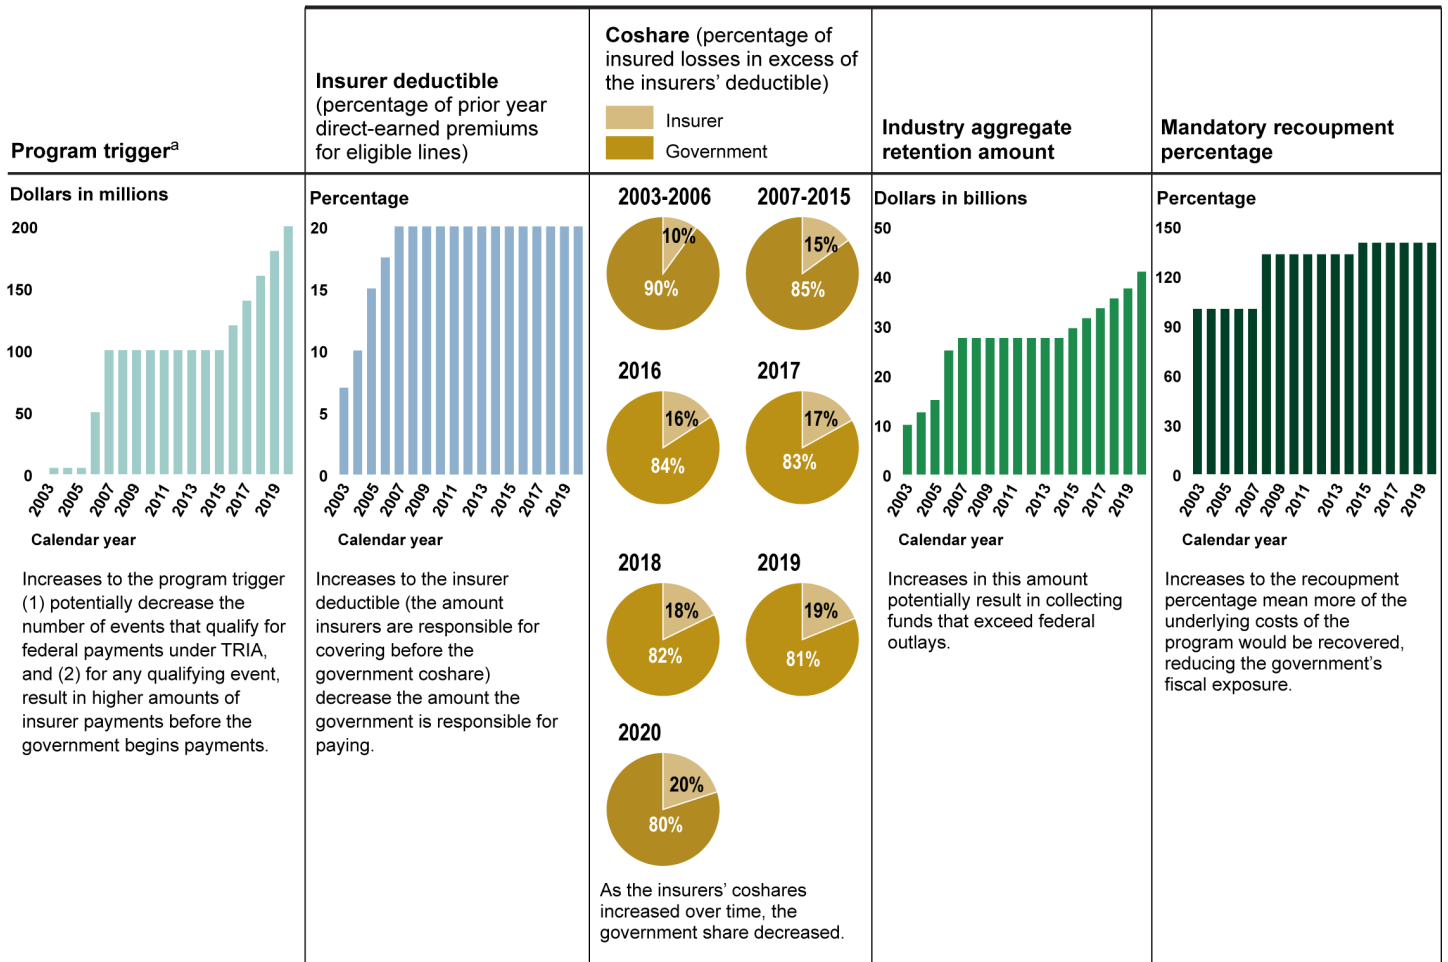 Program trigger^a
Dollars in millions
200
150
100
50
0
2003
2005
2007
2009
2011
2013
2015
2017
2019
Calendar year
Increases to the program trigger
(1) potentially decrease the
number of events that qualify for
federal payments under TRIA,
and (2) for any qualifying event,
result in higher amounts of
insurer payments before the
government begins payments.
Insurer deductible
(percentage of prior year
direct-earned premiums
for eligible lines)
Percentage
20
15
10
5
0
2003
2005
2007
2009
2011
2013
2015
2017
2019
Calendar year
Increases to the insurer
deductible (the amount
insurers are responsible for
covering before the
government coshare)
decrease the amount the
government is responsible for
paying.
Coshare (percentage of
insured losses in excess of
the insurers’ deductible)
Insurer
Government
2003-2006
10%
90%
2007-2015
15%
85%
2016
16%
84%
2017
17%
83%
2018
18%
82%
2019
19%
81%
2020
20%
80%
As the insurers’ coshares
increased over time, the
government share decreased.
Industry aggregate
retention amount
Dollars in billions
50
40
30
20
10
0
2003
2005
2007
2009
2011
2013
2015
2017
2019
Calendar year
Increases in this amount
potentially result in collecting
funds that exceed federal
outlays.
Mandatory recoupment
percentage
Percentage
150
120
90
60
30
0
2003
2005
2007
2009
2011
2013
2015
2017
2019
Calendar year
Increases to the recoupment
percentage mean more of the
underlying costs of the
program would be recovered,
reducing the government’s
fiscal exposure.